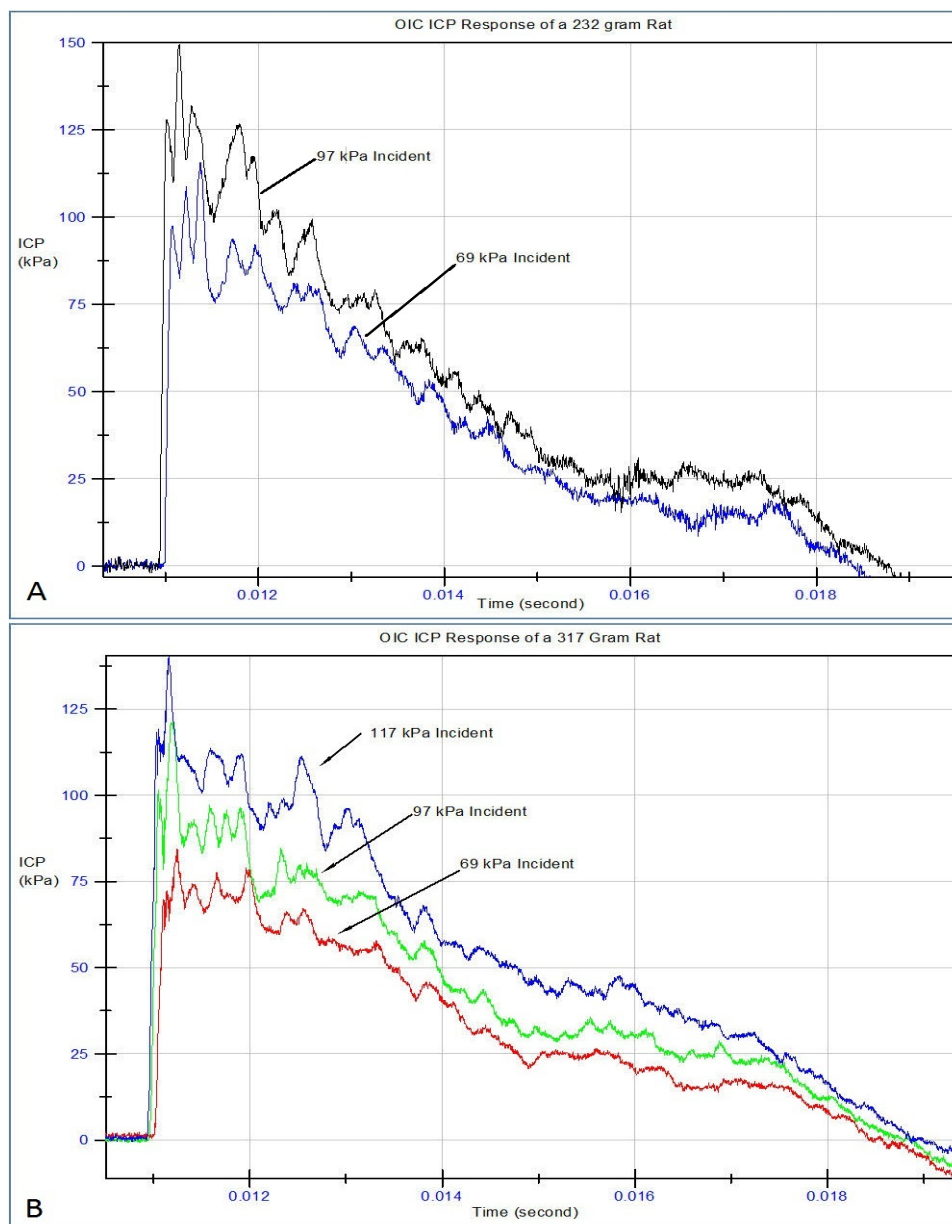 OIC ICP Response of a 232 gram Rat
150
125
100
75
50
25
0
ICP
(kPa)
97 kPa Incident
69 kPa Incident
0.012
0.014
0.016
0.018
Time (second)
A
OIC ICP Response of a 317 Gram Rat
125
100
75
50
25
0
ICP
(kPa)
117 kPa Incident
97 kPa Incident
69 kPa Incident
0.012
0.014
0.016
0.018
Time (second)
B